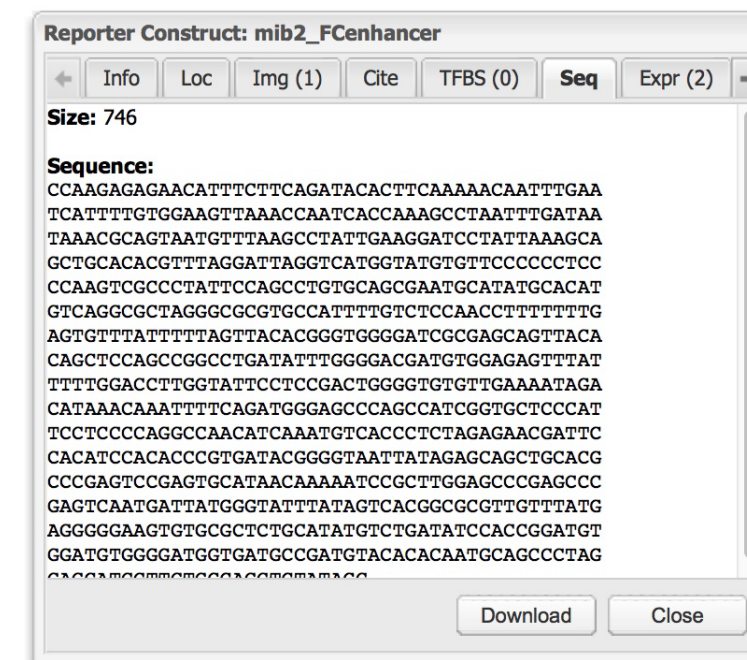 Reporter Construct: mib2_FCenhancer
Info Loc Img (1) Cite TFBS (0) Seq Expr (2)
Size: 746
Sequence:
CCAAGAGAGAACATTTCTTCAGATACACTTCAAAAACAATTTGAA
TCATTTTGTGGAAGTTAAACCAATCACCAAAGCCTAATTTGATAA
TAAACGCAGTAATGTTTAAGCCTATTGAAGGATCCTATTAAAGCA
GCTGCACACGTTTAGGATTAGGTCATGGTATGTGTTCCCCCCTCC
CCAAGTCGCCCTATTCCAGCCTGTGCAGCGAATGCATATGCACAT
GTCAGGCGCTAGGGCGCGTGCCATTTTGTCTCCAACCTTTTTTTG
AGTGTTTATTTTTAGTTACACGGGTGGGGATCGCGAGCAGTTACA
CAGCTCCAGCCGGCCTGATATTTGGGGACGATGTGGAGAGTTTAT
TTTTGGACCTTGGTATTCCTCCGACTGGGGTGTGTTGAAAATAGA
CATAAACAAATTTTCAGATGGGAGCCCAGCCATCGGTGCTCCCAT
TCCTCCCCAGGCCAACATCAAATGTCACCCTCTAGAGAACGATTC
CACATCCACACCCGTGATACGGGGTAATTATAGAGCAGCTGCACG
CCCGAGTCCGAGTGCATAACAAAAATCCGCTTGGAGCCCGAGCCC
GAGTCAATGATTATGGGTATTTATAGTCACGGCGCGTTGTTTATG
AGGGGGAAGTGTGCGCTCTGCATATGTCTGATATCCACCGGATGT
GGATGTGGGGATGGTGATGCCGATGTACACACAATGCAGCCCTAG
Download Close